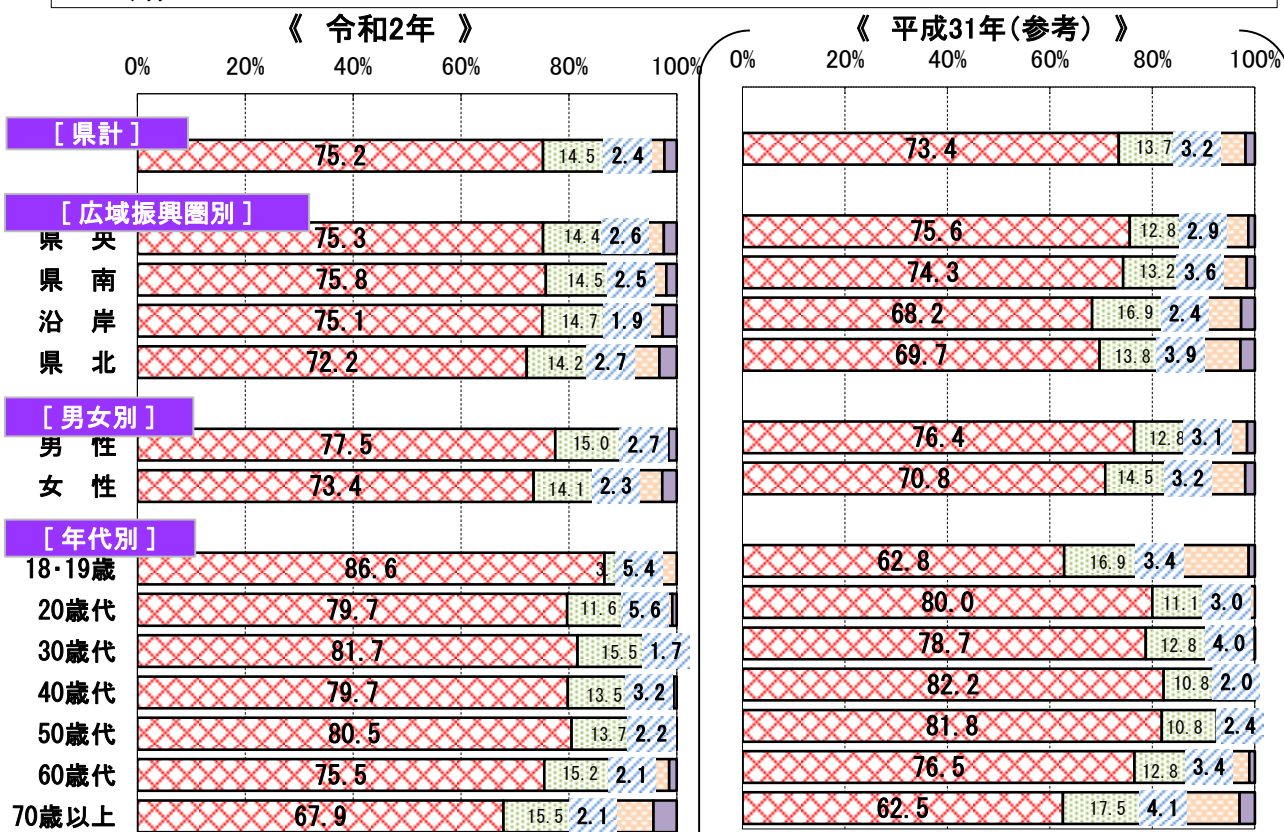 《 令和2年 》
《 平成31年(参考) 》
0% 20% 40% 60% 80% 100%
0% 20% 40% 60% 80% 100%
[ 県計 ]
75.2 14.5 2.4
73.4 13.7 3.2
[ 広域振興圏別 ]
県 央 75.3 14.4 2.6
75.6 12.8 2.9
県 南 75.8 14.5 2.5
74.3 13.2 3.6
沿 岸 75.1 14.7 1.9
68.2 16.9 2.4
県 北 72.2 14.2 2.7
69.7 13.8 3.9
[ 男女別 ]
男 性 77.5 15.0 2.7
76.4 12.8 3.1
女 性 73.4 14.1 2.3
70.8 14.5 3.2
[ 年代別 ]
18・19歳 86.6 3 5.4
62.8 16.9 3.4
20歳代 79.7 11.6 5.6
80.0 11.1 3.0
30歳代 81.7 15.5 1.7
78.7 12.8 4.0
40歳代 79.7 13.5 3.2
82.2 10.8 2.0
50歳代 80.5 13.7 2.2
81.8 10.8 2.4
60歳代 75.5 15.2 2.1
76.5 12.8 3.4
70歳以上 67.9 15.5 2.1
62.5 17.5 4.1